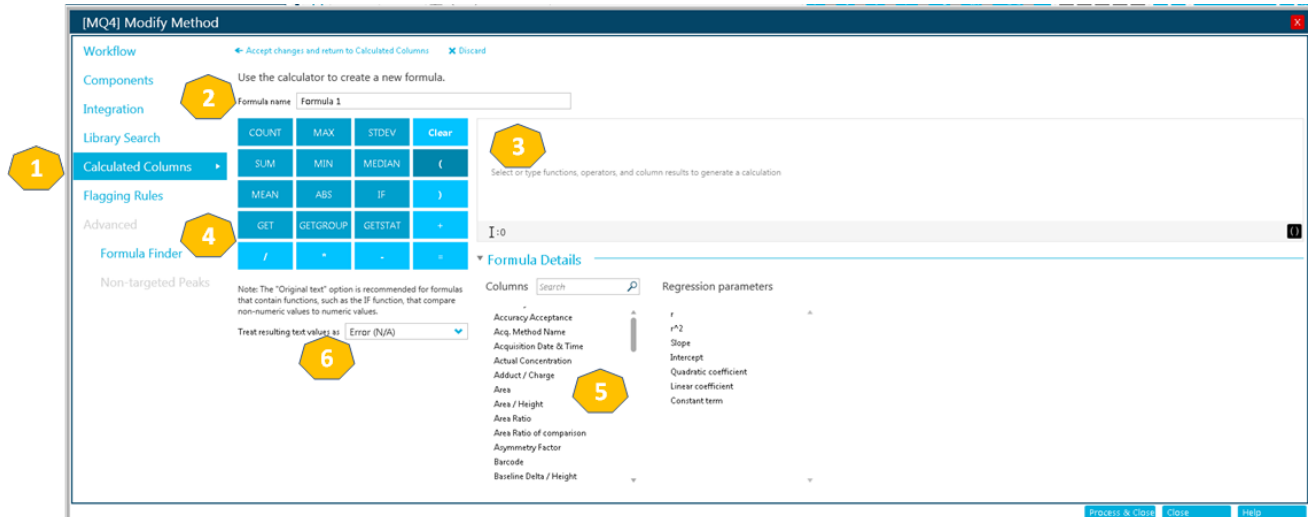 [MQ4] Modify Method
X
Workflow
Components
Integration
Library Search
Calculated Columns
Flagging Rules
Advanced
Formula Finder
Non-targeted Peaks
1
2
3
4
5
6
Accept changes and return to Calculated Columns
Discard
Use the calculator to create a new formula.
Formula name
Formula 1
COUNT MAX STDEV Clear
SUM MIN MEDIAN (
MEAN ABS IF )
GET GETGROUP GETSTAT +
/ * - =
Note: The "Original text" option is recommended for formulas
that contain functions, such as the IF function, that compare
non-numeric values to numeric values.
Treat resulting text values as
Error (N/A)
Select or type functions, operators, and column results to generate a calculation
:0
()
Formula Details
Columns
Search
Accuracy Acceptance
Acq. Method Name
Acquisition Date & Time
Actual Concentration
Adduct / Charge
Area
Area / Height
Area Ratio
Area Ratio of comparison
Asymmetry Factor
Barcode
Baseline Delta / Height
Regression parameters
r
r^2
Slope
Intercept
Quadratic coefficient
Linear coefficient
Constant term
Process & Close
Close
Help